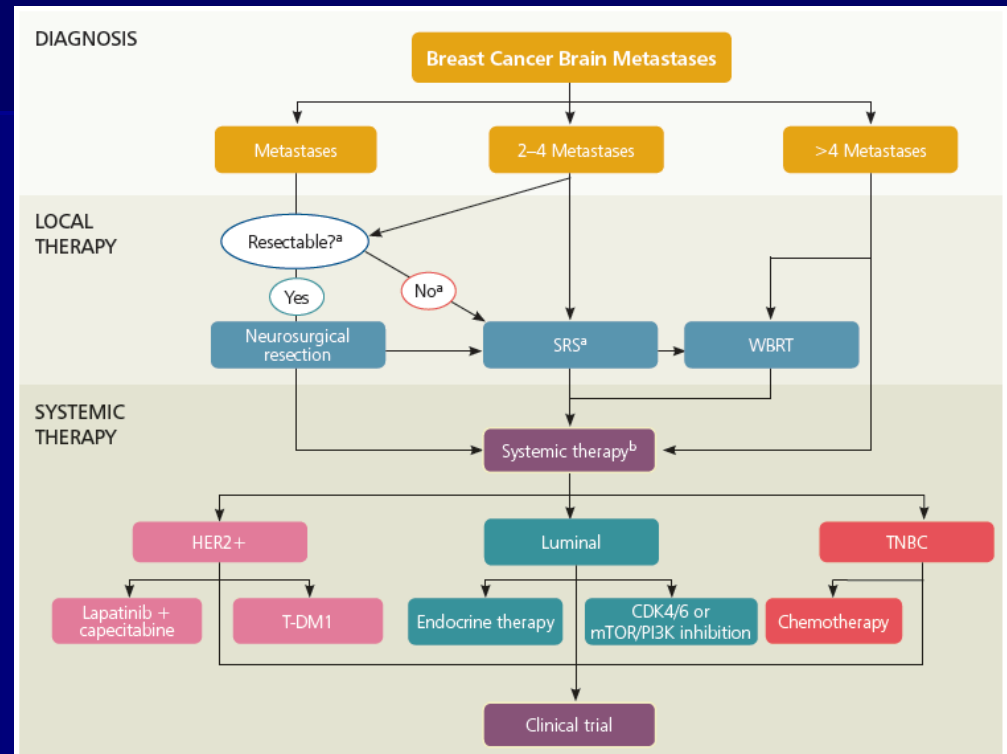 DIAGNOSIS
Breast Cancer Brain Metastases
Metastases
2–4 Metastases
>4 Metastases
LOCAL
THERAPY
Resectable?ª
Yes
Noª
Neurosurgical
resection
SRSª
WBRT
SYSTEMIC
THERAPY
Systemic therapyᵇ
HER2+
Luminal
TNBC
Lapatinib +
capecitabine
T-DM1
Endocrine therapy
CDK4/6 or
mTOR/PI3K inhibition
Chemotherapy
Clinical trial